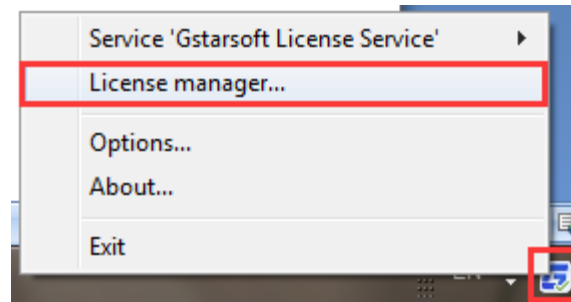 Service 'Gstarsoft License Service'
License manager...
Options...
About...
Exit